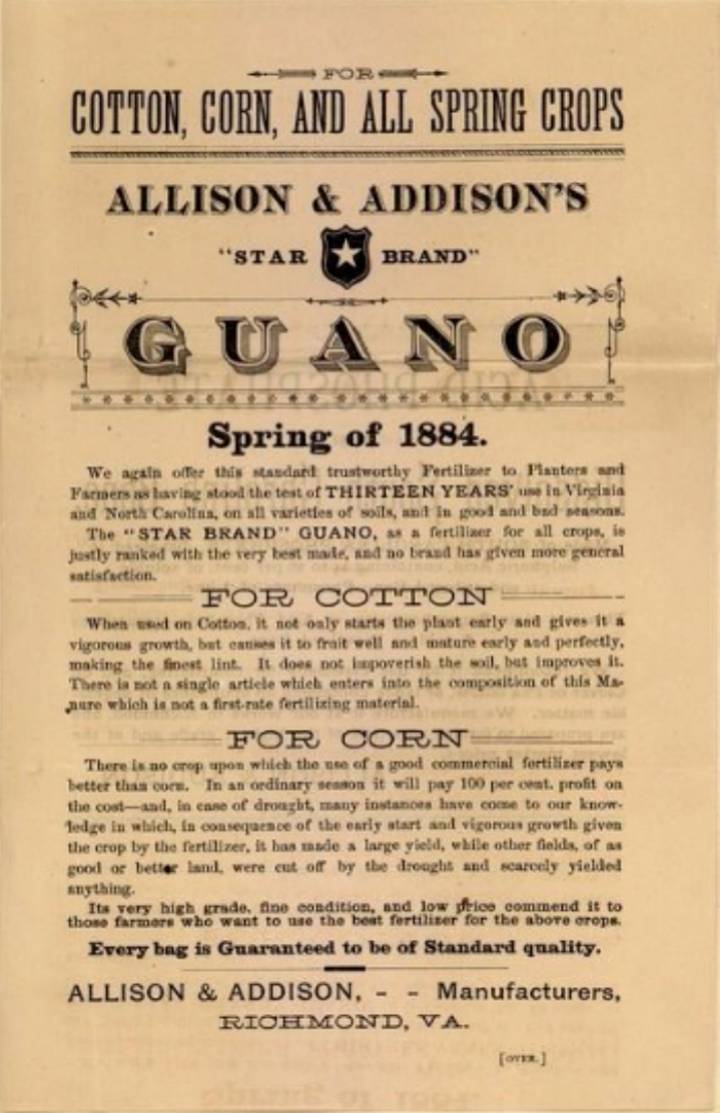 FOR
COTTON, CORN, AND ALL SPRING CROPS
ALLISON & ADDISON'S
"STAR BRAND"
GUANO
Spring of 1884.
We again offer this standard trustworthy Fertilizer to Planters and
Farmers as having stood the test of THIRTEEN YEARS' use in Virginia
and North Carolina, on all varieties of soils, and in good and bad seasons.
The "STAR BRAND" GUANO, as a fertilizer for all crops, is
justly ranked with the very best made, and no brand has given more general
satisfaction.
FOR COTTON
When used on Cotton, it not only starts the plant early and gives it a
vigorous growth, but causes it to fruit well and mature early and perfectly,
making the finest lint. It does not impoverish the soil, but improves it.
There is not a single article which enters into the composition of this Ma-
nure which is not a first-rate fertilizing material.
FOR CORN
There is no crop upon which the use of a good commercial fertilizer pays
better than corn. In an ordinary season it will pay 100 per cent. profit on
the cost—and, in case of drought, many instances have come to our know-
ledge in which, in consequence of the early start and vigorous growth given
the crop by the fertilizer, it has made a large yield, while other fields, of as
good or better land, were cut off by the drought and scarcely yielded
anything.
Its very high grade, fine condition, and low price commend it to
those farmers who want to use the best fertilizer for the above crops.
Every bag is Guaranteed to be of Standard quality.
ALLISON & ADDISON, - - Manufacturers,
RICHMOND, VA.
[OVER.]